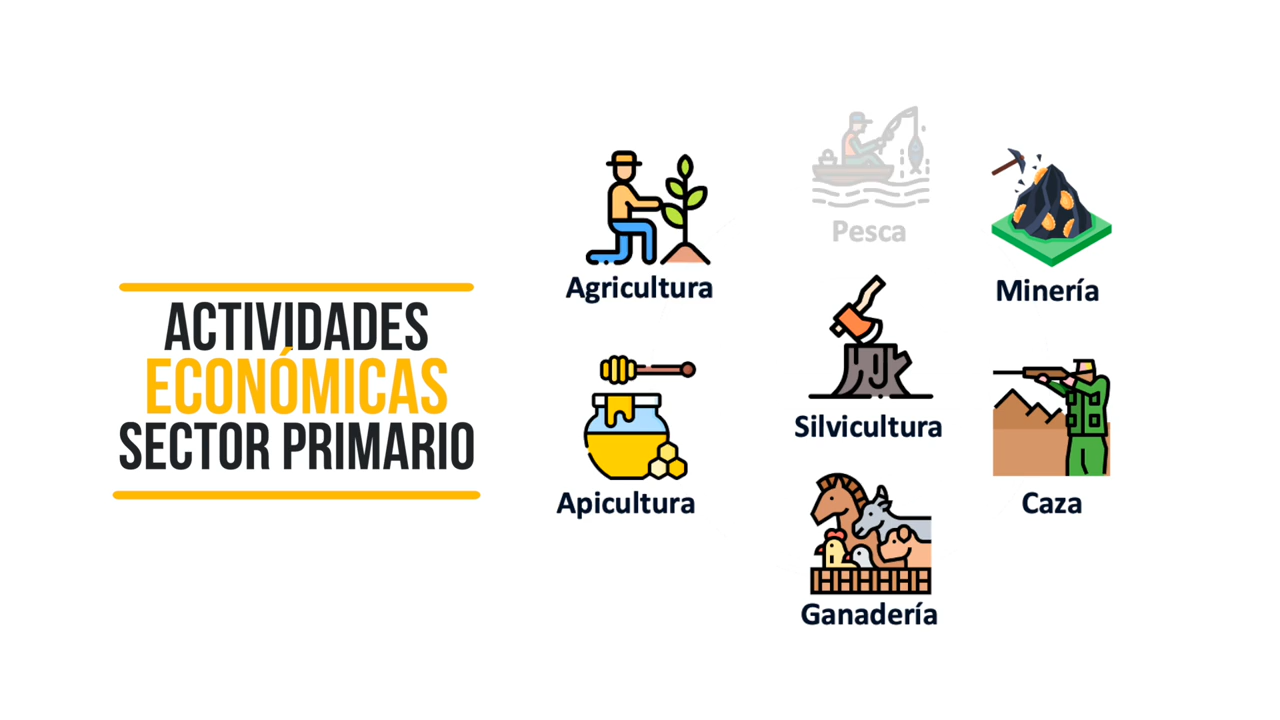 ACTIVIDADES
ECONÓMICAS
SECTOR PRIMARIO
Agricultura
Pesca
Minería
Apicultura
Silvicultura
Caza
Ganadería